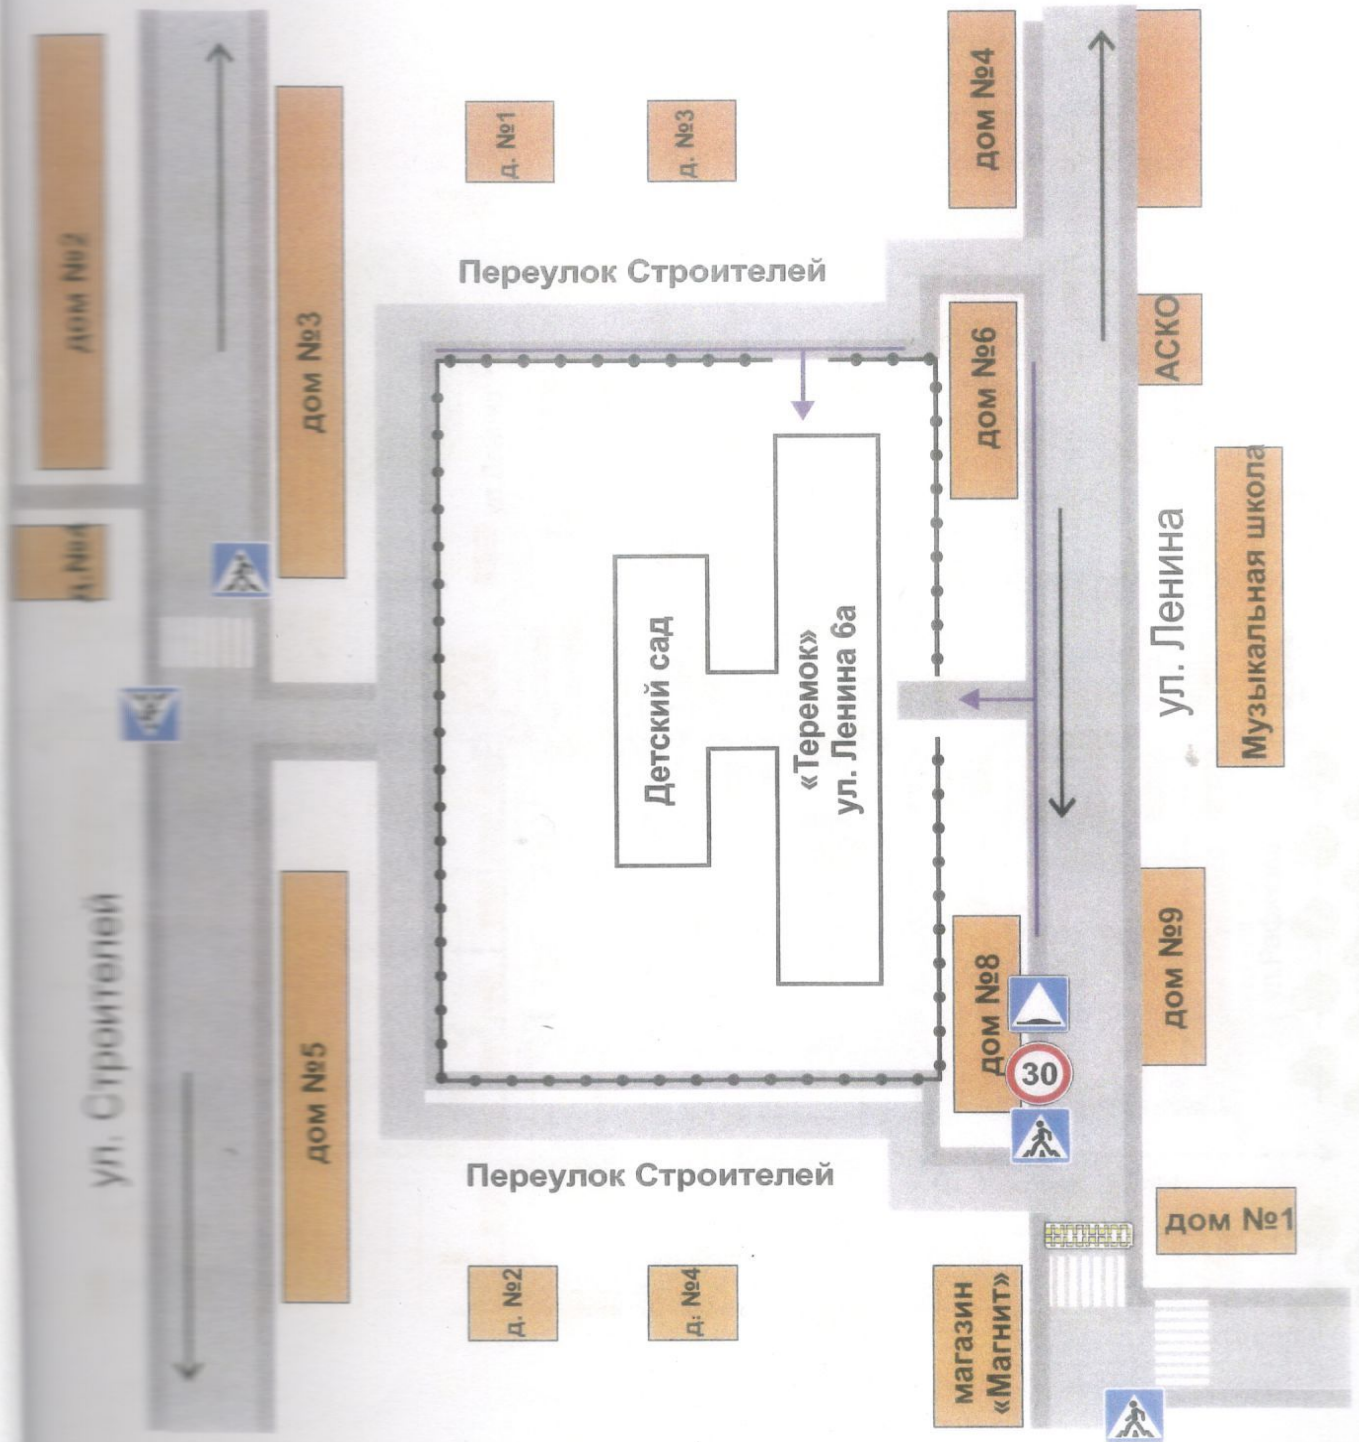 дом №2
д.№4
ул. Строителей
дом №3
дом №5
д. №1
д. №3
Переулок Строителей
Детский сад
«Теремок»
ул. Ленина 6а
Переулок Строителей
д. №2
д: №4
дом №4
дом №6
дом №8
30
магазин
«Магнит»
АСКО
ул. Ленина
Музыкальная школа
дом №9
дом №1